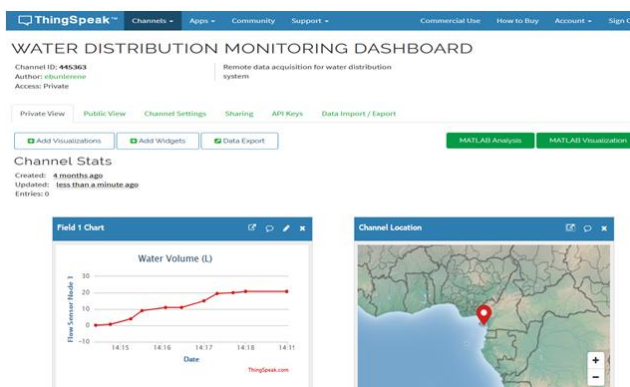 ThingSpeak™ Channels Apps Community Support Commercial Use How to Buy Account Sign O
WATER DISTRIBUTION MONITORING DASHBOARD
Channel ID: 445363
Author: ebunlerene
Access: Private
Remote data acquisition for water distribution
system
Private View Public View Channel Settings Sharing API Keys Data Import / Export
Add Visualizations Add Widgets Data Export MATLAB Analysis MATLAB Visualization
Channel Stats
Created: 4 months ago
Updated: less than a minute ago
Entries: 0
Field 1 Chart
Water Volume (L)
Flow Sensor Node 1
30
20
10
0
-10
14:15 14:16 14:17 14:18 14:11
Date
ThingSpeak.com
Channel Location
+
−